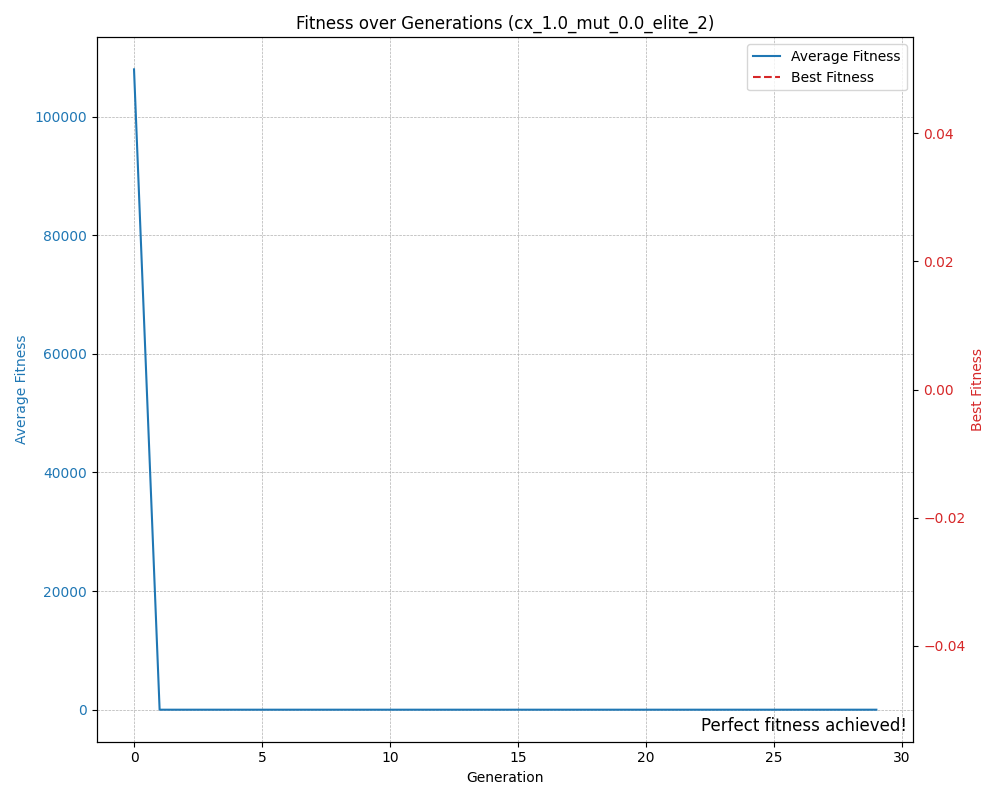 Fitness over Generations (cx_1.0_mut_0.0_elite_2)
Average Fitness
Best Fitness
100000
80000
60000
40000
20000
0
Average Fitness
0.04
0.02
0.00
−0.02
−0.04
Best Fitness
Perfect fitness achieved!
0 5 10 15 20 25 30
Generation